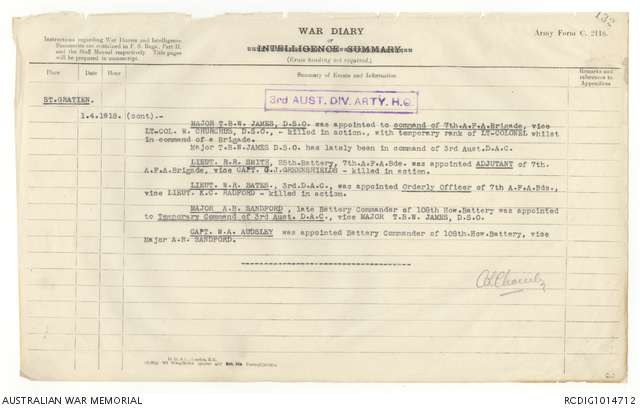 132
WAR DIARY
or
INTELLIGENCE SUMMARY.
(Erase heading not required.)
Instructions regarding War Diaries and Intelligence
Summaries are contained in F. S. Regs., Part II.
and the Staff Manual respectively. Title pages
will be prepared in manuscript.
Army Form C. 2118.
Place Date Hour Summary of Events and Information Remarks and
references to
Appendices
3rd AUST. DIV. ARTY. H.Q.
ST.GRATIEN.
1.4.1918. (cont).-
MAJOR T.B.W. JAMES, D.S.O. was appointed to command of 7th.A.F.A.Brigade, vice
LT.COL. H. CHURCHUS, D.S.O., - killed in action., with temporary rank of LT-COLONEL whilst
in command of a Brigade.
Major T.B.W.JAMES D.S.O. has lately been in command of 3rd Aust.D.A.C.
LIEUT. R.R. SMITH, 25th.Battery, 7th.A.F.A.Bde. was appointed ADJUTANT of 7th.
A.F.A.Brigade, vice CAPT. G.J.GREENSHIELDS - killed in action.
LIEUT. W.R. BATES., 3rd.D.A.C., was appointed Orderly Officer of 7th A.F.A.Bde.,
vice LIEUT. K.C. RADFORD - killed in action.
MAJOR A.R. SANDFORD, late Battery Commander of 108th How.Battery was appointed
to Temporary Command of 3rd Aust. D.A.C., vice MAJOR T.B.W. JAMES, D.S.O.
CAPT. W.A. AUDSLEY was appointed Battery Commander of 108th.How.Battery, vice
Major A.R. SANDFORD.
AUSTRALIAN WAR MEMORIAL
RCDIG1014712